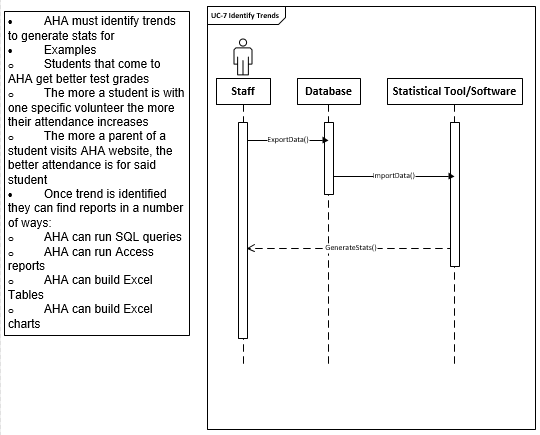 • AHA must identify trends
to generate stats for
• Examples
o Students that come to
AHA get better test grades
o The more a student is with
one specific volunteer the more
their attendance increases
o The more a parent of a
student visits AHA website, the
better attendance is for said
student
• Once trend is identified
they can find reports in a number
of ways:
o AHA can run SQL queries
o AHA can run Access
reports
o AHA can build Excel
Tables
o AHA can build Excel
charts
UC-7 Identify Trends
Staff
Database
Statistical Tool/Software
ExportData()
ImportData()
GenerateStats()